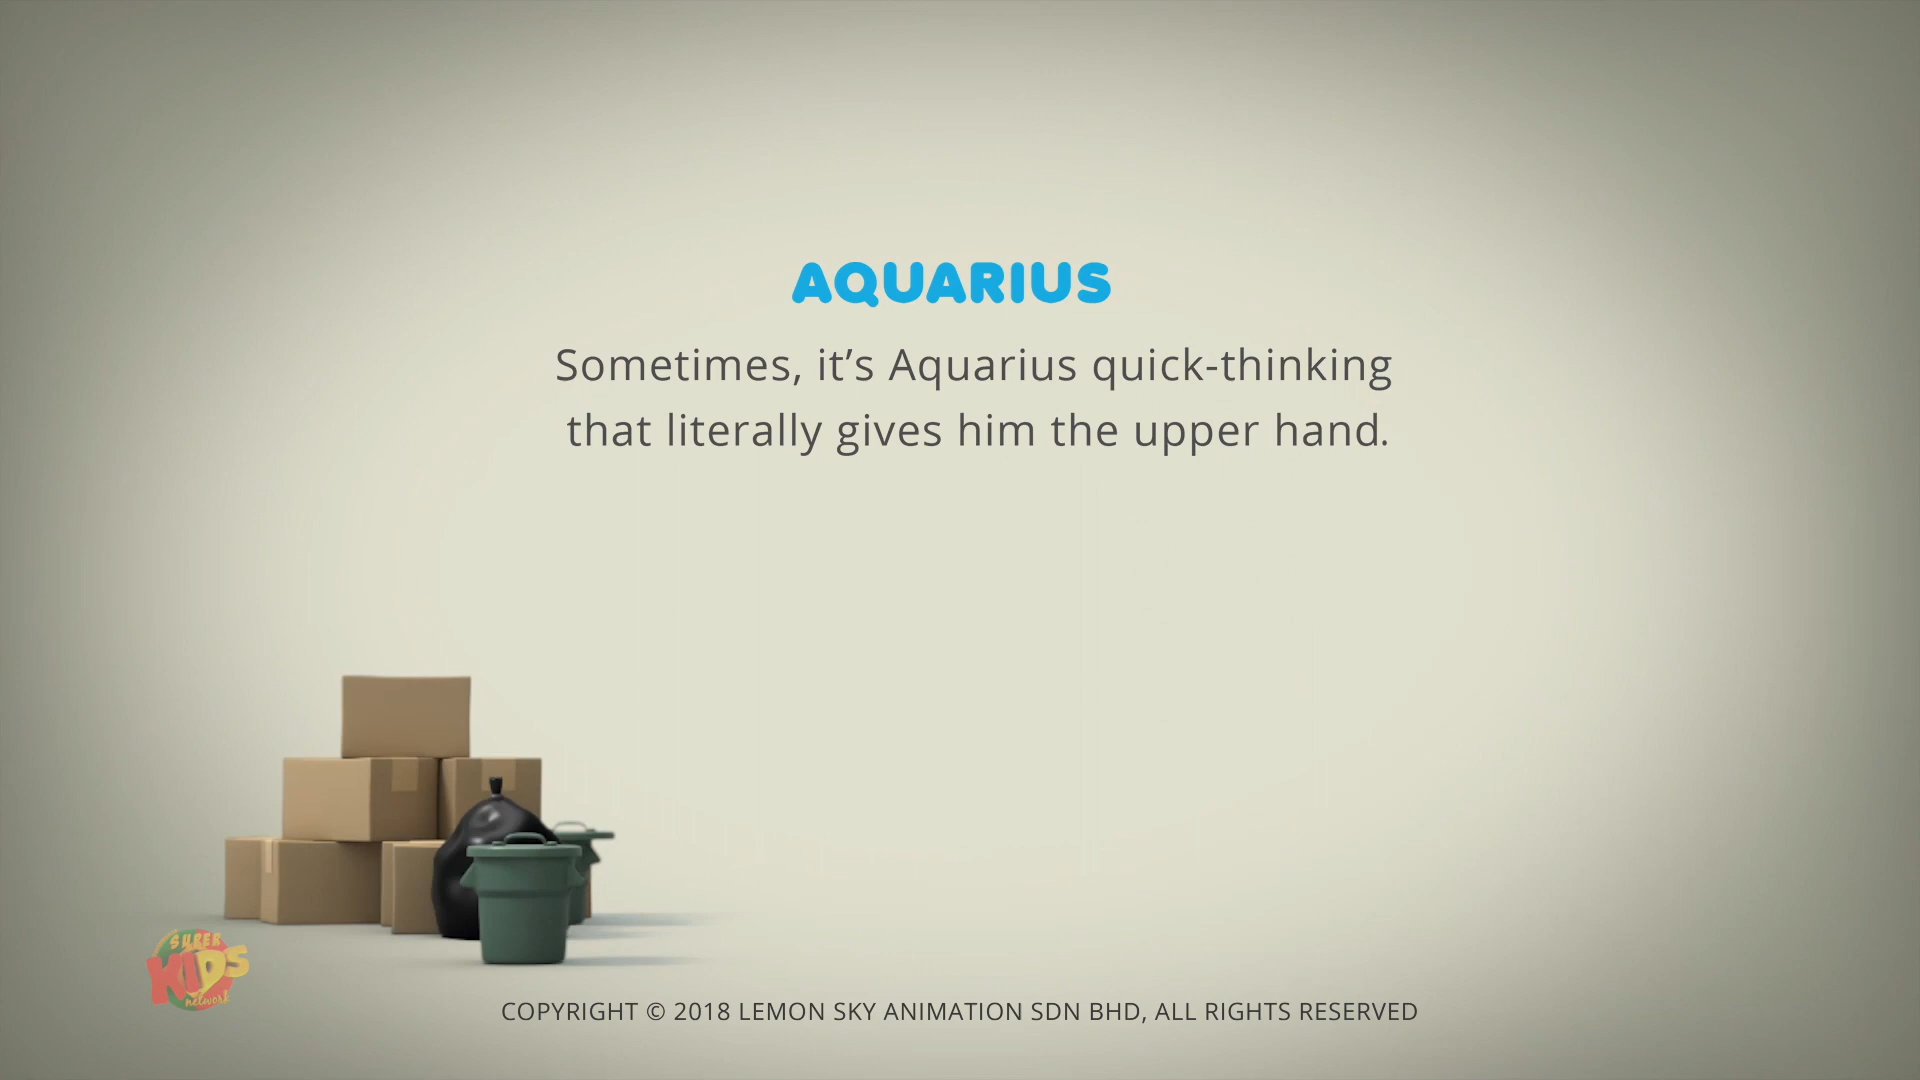 AQUARIUS
Sometimes, it’s Aquarius quick-thinking
that literally gives him the upper hand.
SUPER
KIDS
network
COPYRIGHT © 2018 LEMON SKY ANIMATION SDN BHD, ALL RIGHTS RESERVED